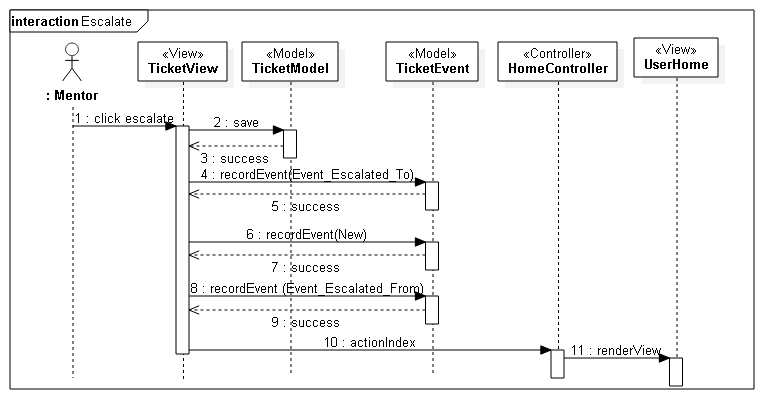 interaction Escalate
: Mentor
«View»
TicketView
«Model»
TicketModel
«Model»
TicketEvent
«Controller»
HomeController
«View»
UserHome
1 : click escalate
2 : save
3 : success
4 : recordEvent(Event_Escalated_To)
5 : success
6 : recordEvent(New)
7 : success
8 : recordEvent (Event_Escalated_From)
9 : success
10 : actionIndex
11 : renderView